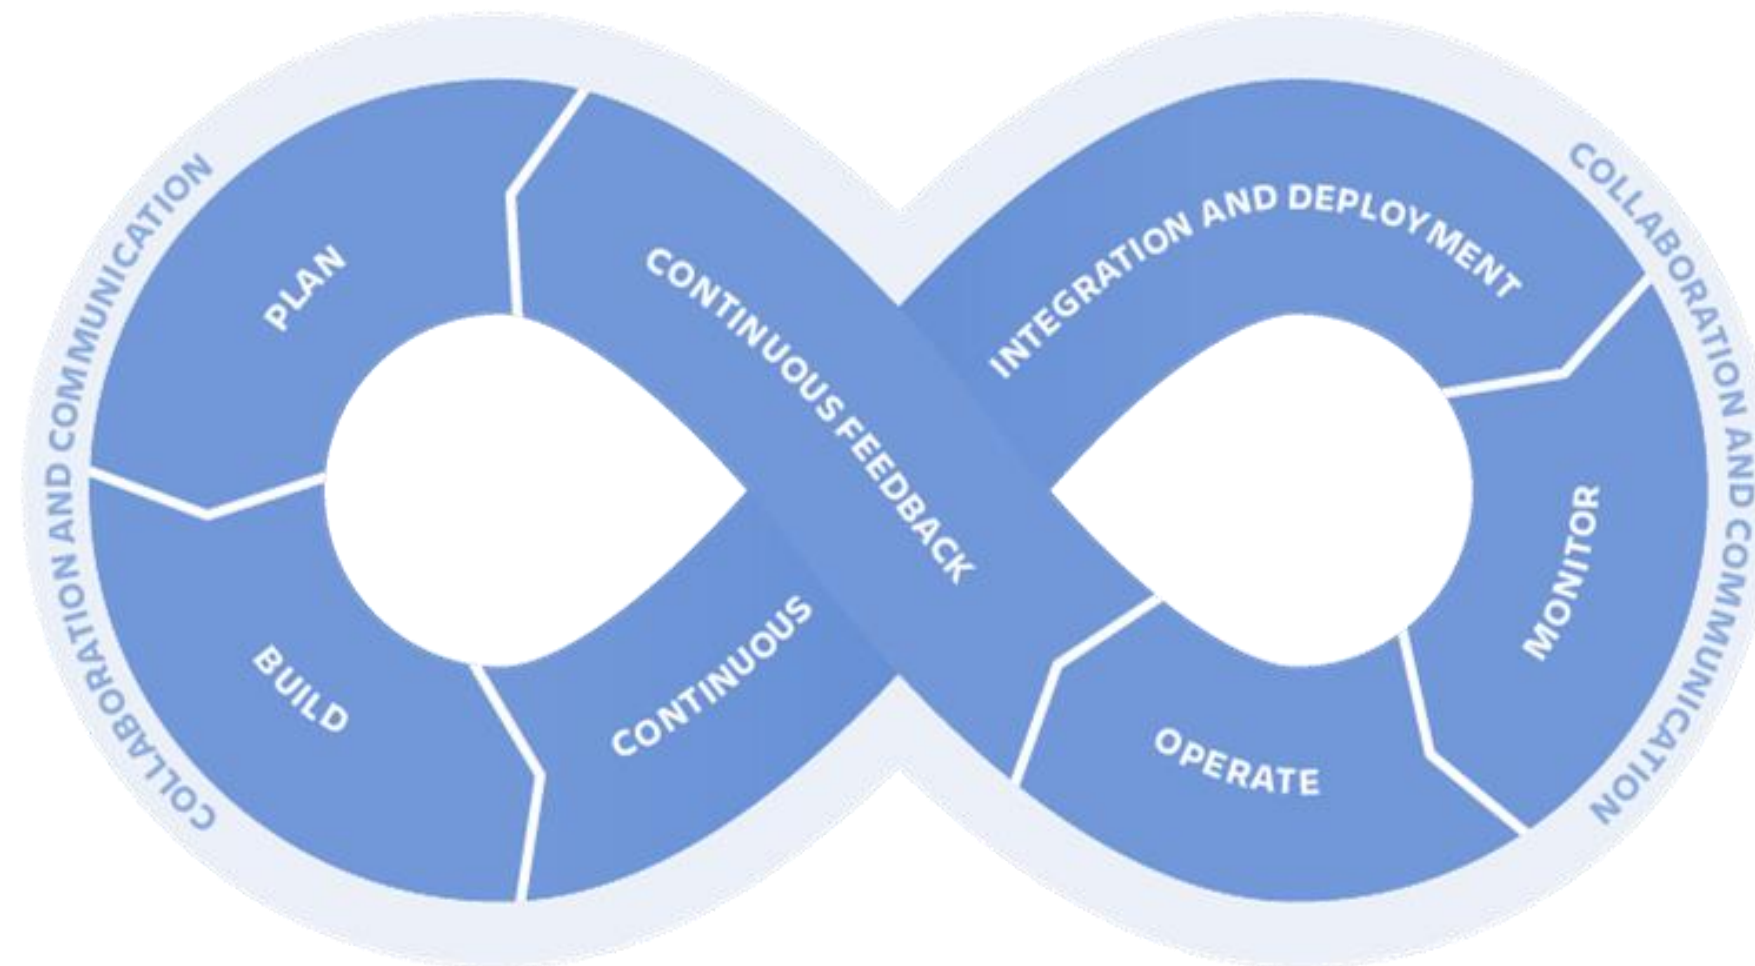 COLLABORATION AND COMMUNICATION
PLAN
BUILD
CONTINUOUS
INTEGRATION AND DEPLOYMENT
MONITOR
OPERATE
CONTINUOUS FEEDBACK
COLLABORATION AND COMMUNICATION